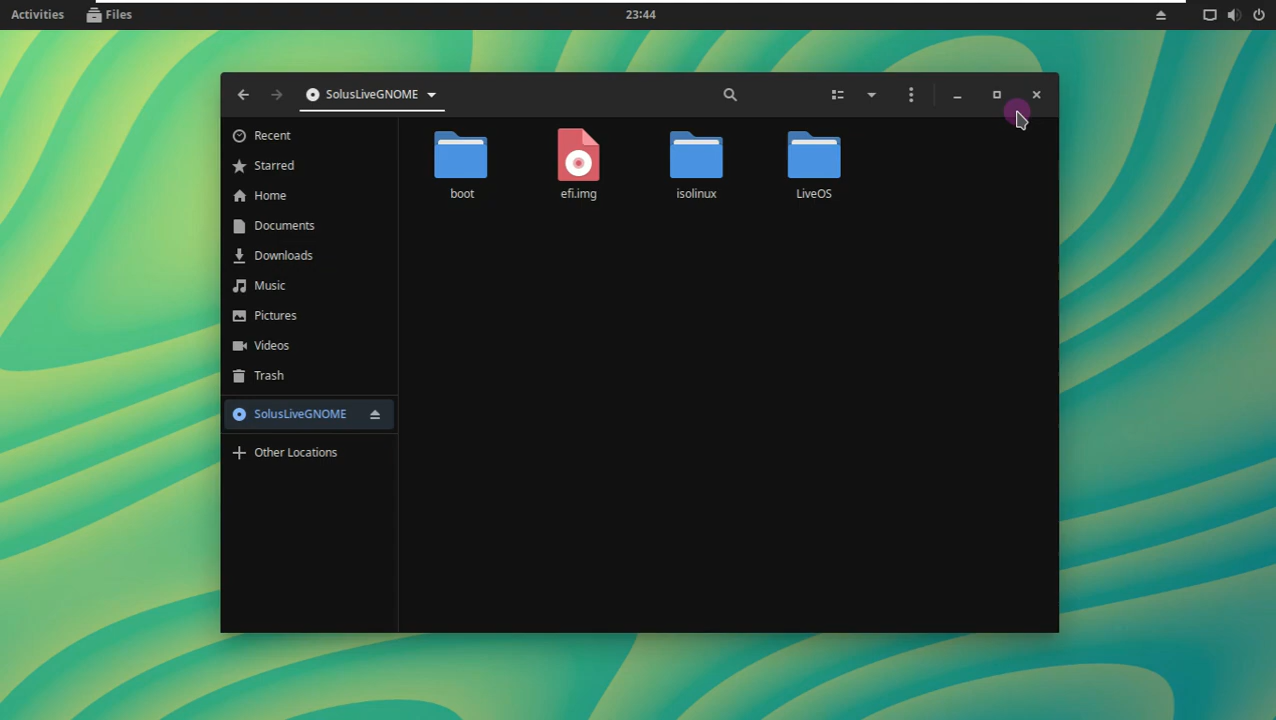 Activities Files 23:44
SolusLiveGNOME
Recent
Starred
Home
Documents
Downloads
Music
Pictures
Videos
Trash
SolusLiveGNOME
Other Locations
boot efi.img isolinux LiveOS